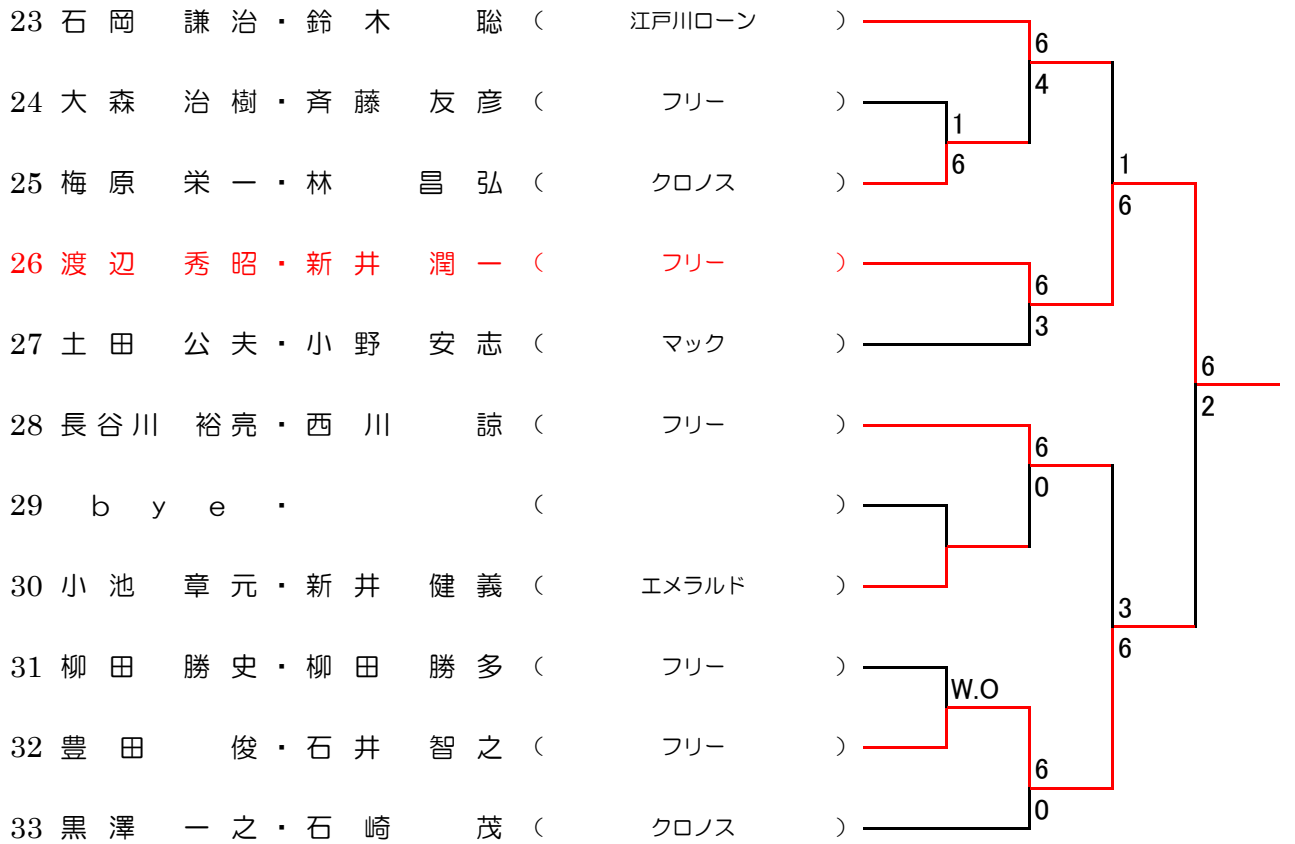 23 石岡 謙治・鈴木 聡 （ 江戸川ローン ）
6
4
24 大森 治樹・斉藤 友彦 （ フリー ）
1
6
25 梅原 栄一・林 昌弘 （ クロノス ）
1
6
26 渡辺 秀昭・新井 潤一 （ フリー ）
6
3
27 土田 公夫・小野 安志 （ マック ）
6
2
28 長谷川 裕亮・西川 諒 （ フリー ）
6
0
29 ｂｙｅ ・ （ ）
30 小池 章元・新井 健義 （ エメラルド ）
3
6
31 柳田 勝史・柳田 勝多 （ フリー ）
W.O
32 豊田 俊・石井 智之 （ フリー ）
6
0
33 黒澤 一之・石崎 茂 （ クロノス ）